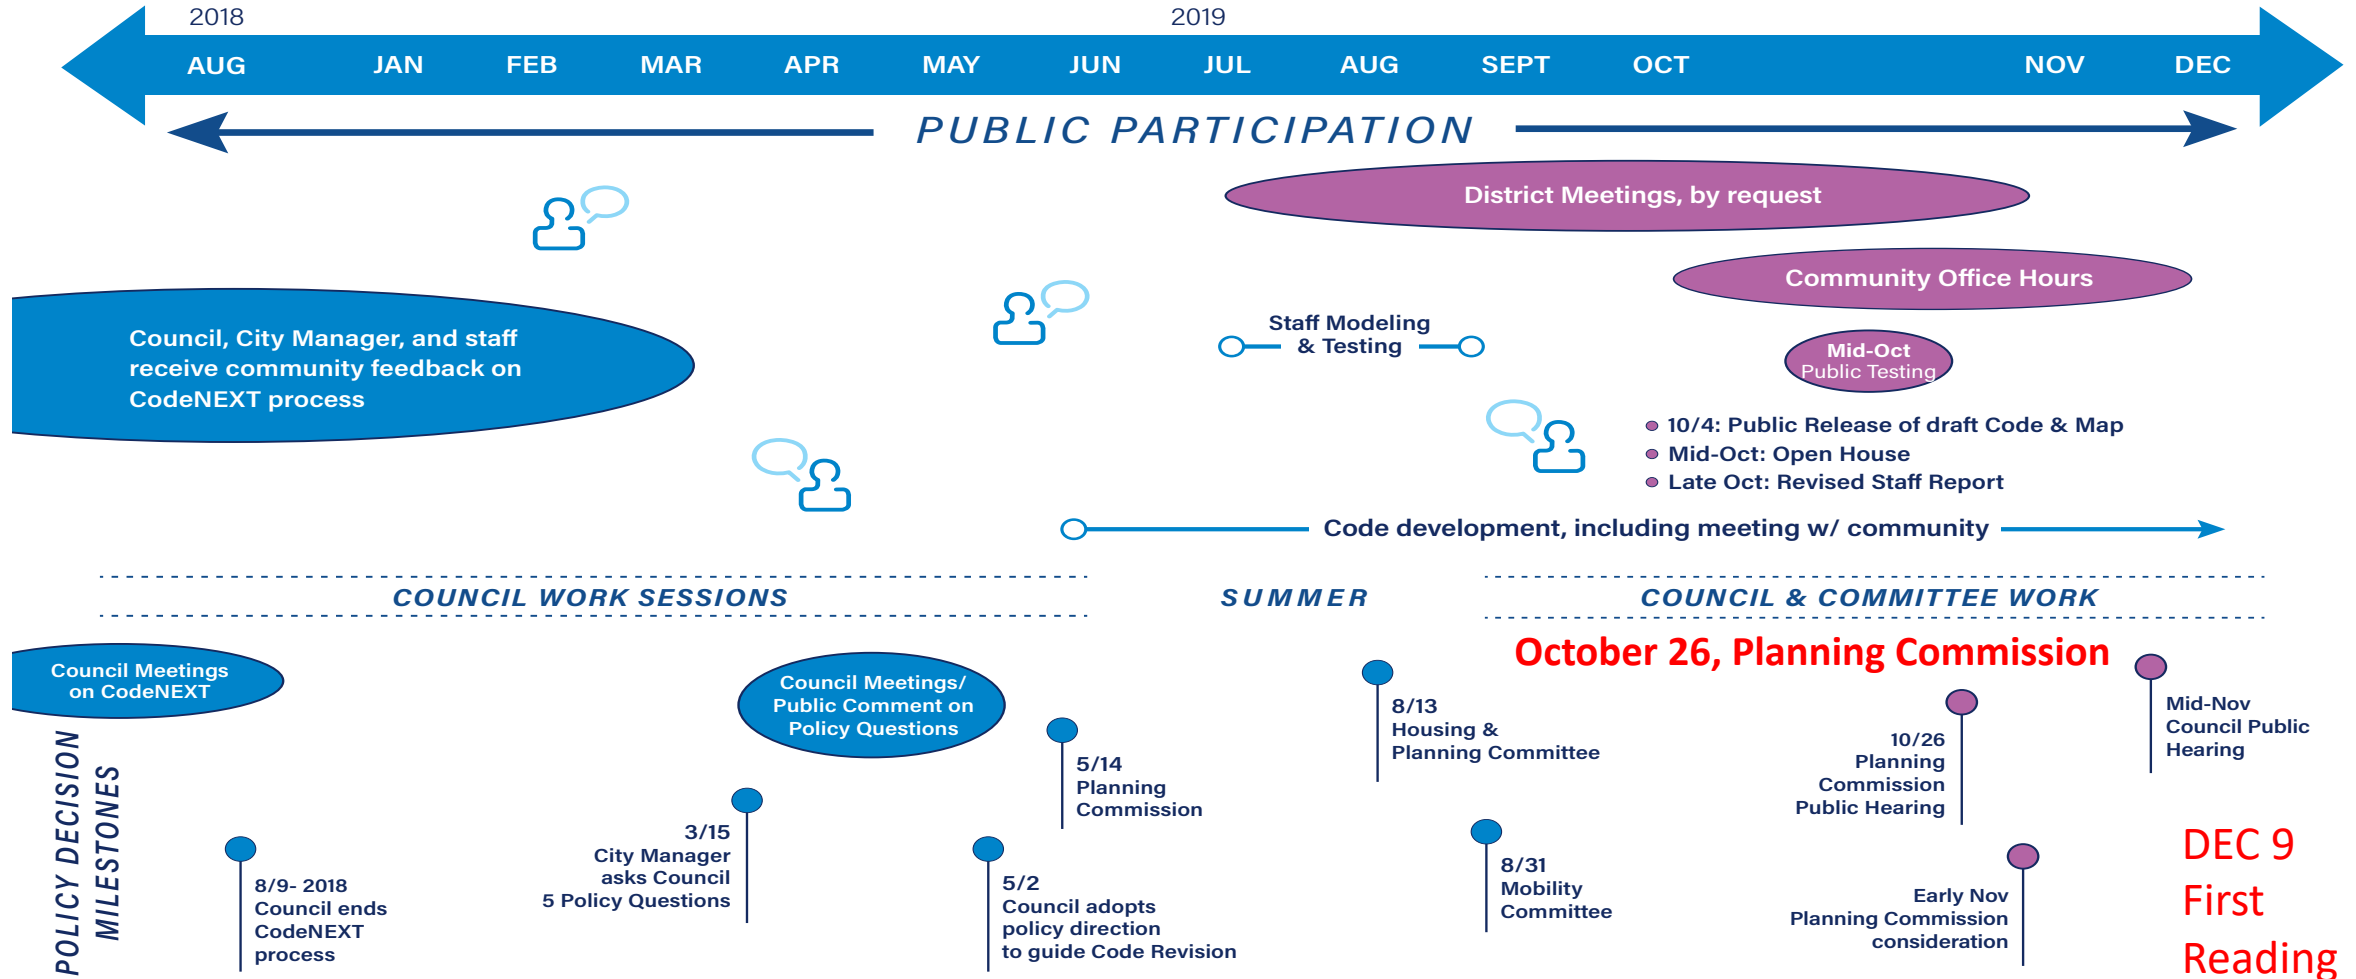 2018
2019
AUG JAN FEB MAR APR MAY JUN JUL AUG SEPT OCT NOV DEC
PUBLIC PARTICIPATION
District Meetings, by request
Community Office Hours
Council, City Manager, and staff
receive community feedback on
CodeNEXT process
Staff Modeling
& Testing
Mid-Oct
Public Testing
10/4: Public Release of draft Code & Map
Mid-Oct: Open House
Late Oct: Revised Staff Report
Code development, including meeting w/ community
COUNCIL WORK SESSIONS
SUMMER
COUNCIL & COMMITTEE WORK
October 26, Planning Commission
POLICY DECISION
MILESTONES
Council Meetings
on CodeNEXT
8/9- 2018
Council ends
CodeNEXT
process
3/15
City Manager
asks Council
5 Policy Questions
Council Meetings/
Public Comment on
Policy Questions
5/2
Council adopts
policy direction
to guide Code Revision
5/14
Planning
Commission
8/13
Housing &
Planning Committee
8/31
Mobility
Committee
10/26
Planning
Commission
Public Hearing
Early Nov
Planning Commission
consideration
Mid-Nov
Council Public
Hearing
DEC 9
First
Reading